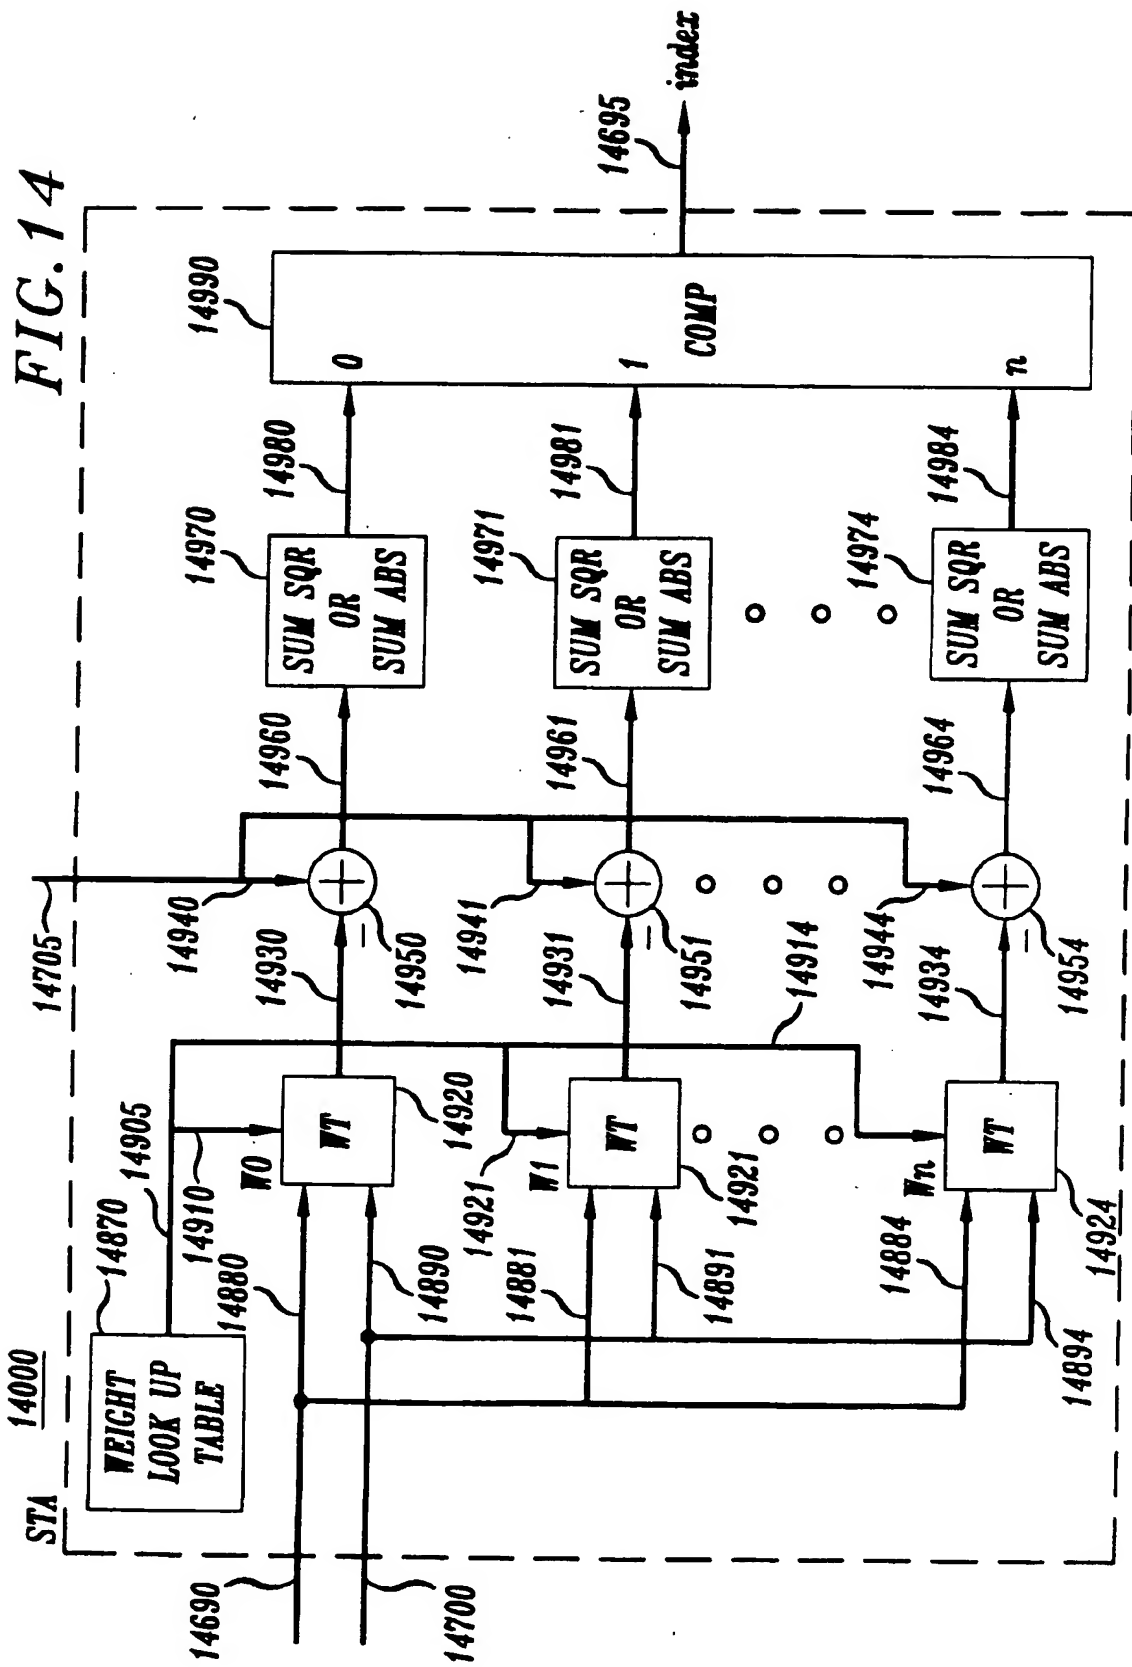 FIG. 14
14000
STA
14870
WEIGHT
LOOK UP
TABLE
14905
14910
14705
14690
14700
14880
14890
W0
WT
14920
14930
14940
14950
14960
14970
SUM SQR
OR
SUM ABS
14980
14990
0
1
n
COMP
14695
index
14881
14891
14921
W1
WT
14921
14931
14941
14951
14961
14971
SUM SQR
OR
SUM ABS
14981
14914
14884
14894
Wn
WT
14924
14934
14944
14954
14964
14974
SUM SQR
OR
SUM ABS
14984